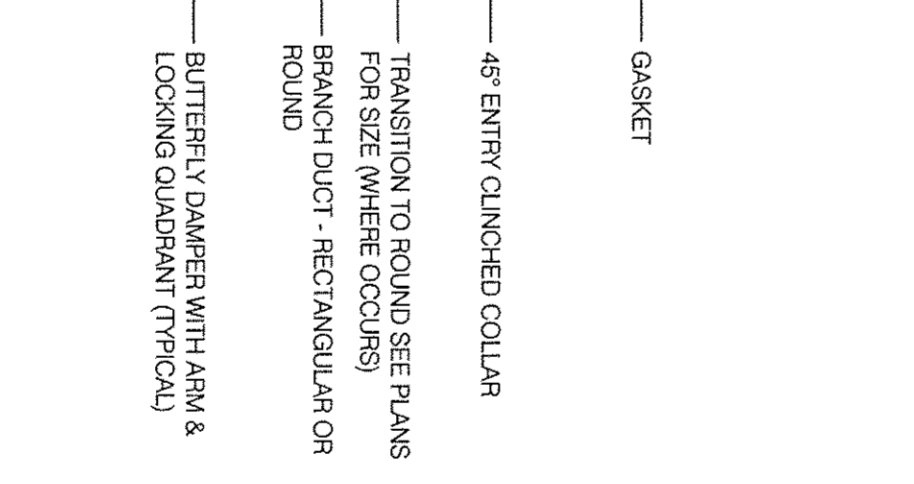 GASKET
45° ENTRY CLINCHED COLLAR
TRANSITION TO ROUND SEE PLANS
FOR SIZE (WHERE OCCURS)
BRANCH DUCT - RECTANGULAR OR
ROUND
BUTTERFLY DAMPER WITH ARM &
LOCKING QUADRANT (TYPICAL)